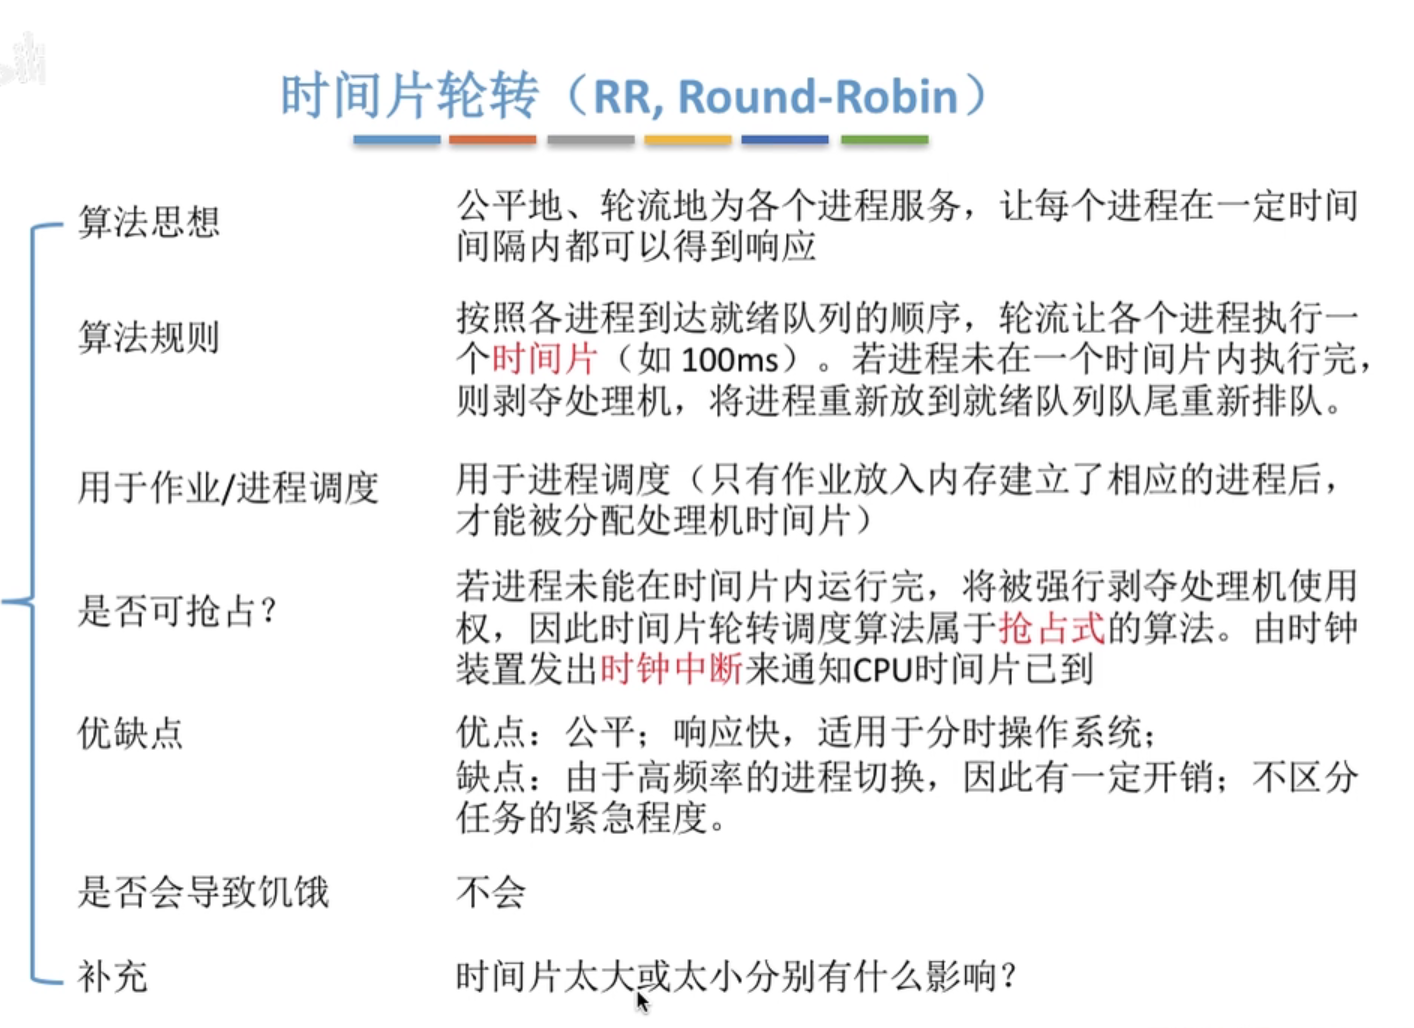 时间片轮转（RR, Round-Robin）
算法思想
公平地、轮流地为各个进程服务，让每个进程在一定时间
间隔内都可以得到响应
算法规则
按照各进程到达就绪队列的顺序，轮流让各个进程执行一
个时间片（如 100ms）。若进程未在一个时间片内执行完，
则剥夺处理机，将进程重新放到就绪队列队尾重新排队。
用于作业/进程调度
用于进程调度（只有作业放入内存建立了相应的进程后，
才能被分配处理机时间片）
是否可抢占？
若进程未能在时间片内运行完，将被强行剥夺处理机使用
权，因此时间片轮转调度算法属于抢占式的算法。由时钟
装置发出时钟中断来通知CPU时间片已到
优缺点
优点：公平；响应快，适用于分时操作系统；
缺点：由于高频率的进程切换，因此有一定开销；不区分
任务的紧急程度。
是否会导致饥饿
不会
补充
时间片太大或太小分别有什么影响？